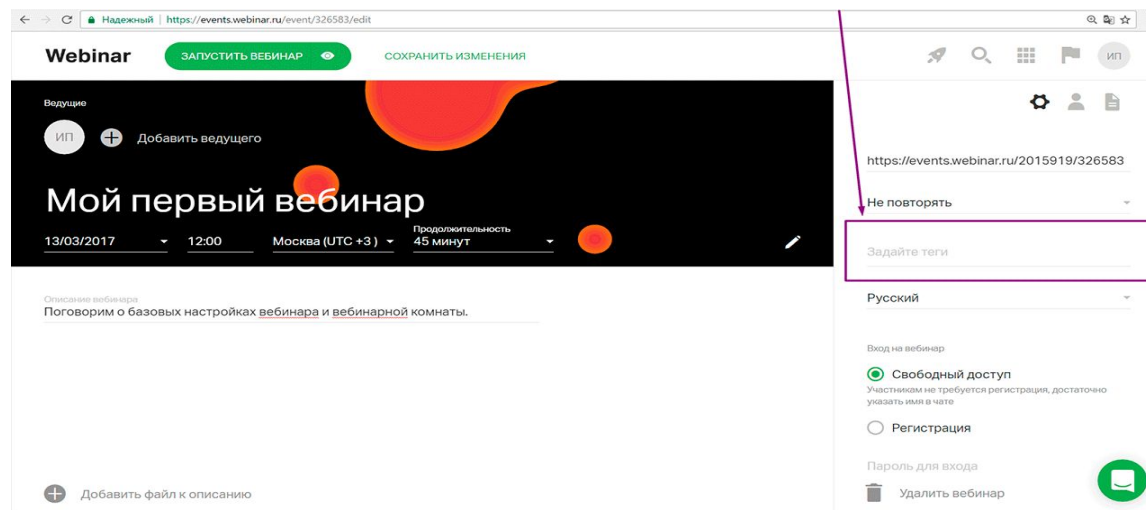 Надежный | https://events.webinar.ru/event/326583/edit
Webinar
ЗАПУСТИТЬ ВЕБИНАР
СОХРАНИТЬ ИЗМЕНЕНИЯ
ИП
Ведущие
ИП
Добавить ведущего
Мой первый вебинар
13/03/2017
12:00
Москва (UTC +3 )
Продолжительность
45 минут
Описание вебинара
Поговорим о базовых настройках вебинара и вебинарной комнаты.
Добавить файл к описанию
https://events.webinar.ru/2015919/326583
Не повторять
Задайте теги
Русский
Вход на вебинар
Свободный доступ
Участникам не требуется регистрация, достаточно
указать имя в чате
Регистрация
Пароль для входа
Удалить вебинар